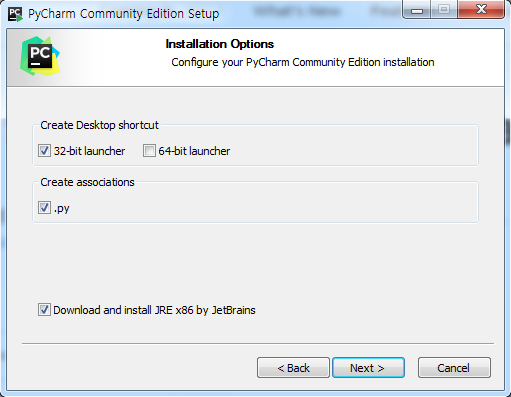 PyCharm Community Edition Setup
PC
Installation Options
Configure your PyCharm Community Edition installation
Create Desktop shortcut
32-bit launcher 64-bit launcher
Create associations
.py
Download and install JRE x86 by JetBrains
< Back Next > Cancel